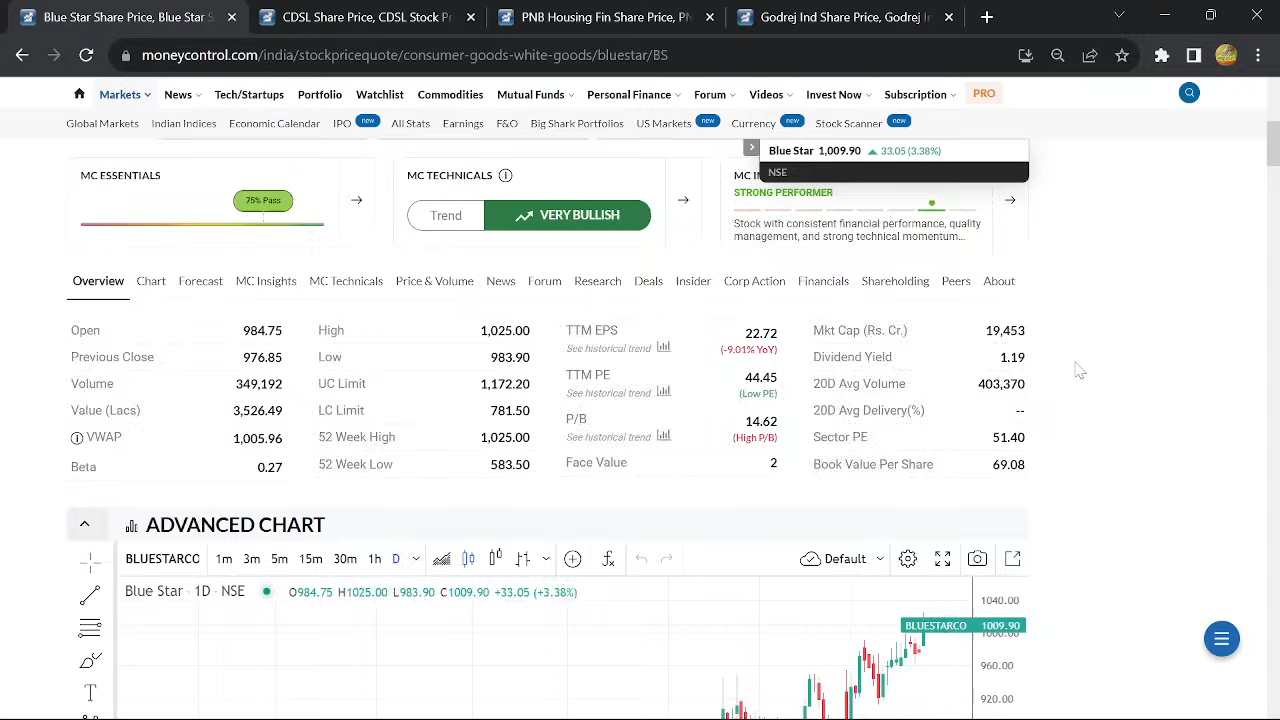 Blue Star Share Price, Blue Star S
CDSL Share Price, CDSL Stock Pr
PNB Housing Fin Share Price, PN
Godrej Ind Share Price, Godrej Ir
moneycontrol.com/india/stockpricequote/consumer-goods-white-goods/bluestar/BS
Markets News Tech/Startups Portfolio Watchlist Commodities Mutual Funds Personal Finance Forum Videos Invest Now Subscription PRO
Global Markets Indian Indices Economic Calendar IPO new All Stats Earnings F&O Big Shark Portfolios US Markets new Currency new Stock Scanner new
Blue Star 1,009.90 33.05 (3.38%)
NSE
MC ESSENTIALS
75% Pass
MC TECHNICALS
Trend VERY BULLISH
STRONG PERFORMER
Stock with consistent financial performance, quality
management, and strong technical momentum...
Overview Chart Forecast MC Insights MC Technicals Price & Volume News Forum Research Deals Insider Corp Action Financials Shareholding Peers About
Open 984.75
Previous Close 976.85
Volume 349,192
Value (Lacs) 3,526.49
VWAP 1,005.96
Beta 0.27
High 1,025.00
Low 983.90
UC Limit 1,172.20
LC Limit 781.50
52 Week High 1,025.00
52 Week Low 583.50
TTM EPS 22.72
See historical trend (-9.01% YoY)
TTM PE 44.45
See historical trend (Low PE)
P/B 14.62
See historical trend (High P/B)
Face Value 2
Mkt Cap (Rs. Cr.) 19,453
Dividend Yield 1.19
20D Avg Volume 403,370
20D Avg Delivery(%) --
Sector PE 51.40
Book Value Per Share 69.08
ADVANCED CHART
BLUESTARCO 1m 3m 5m 15m 30m 1h D Default
Blue Star · 1D · NSE O984.75 H1025.00 L983.90 C1009.90 +33.05 (+3.38%)
1040.00
BLUESTARCO 1009.90
1000.00
960.00
920.00